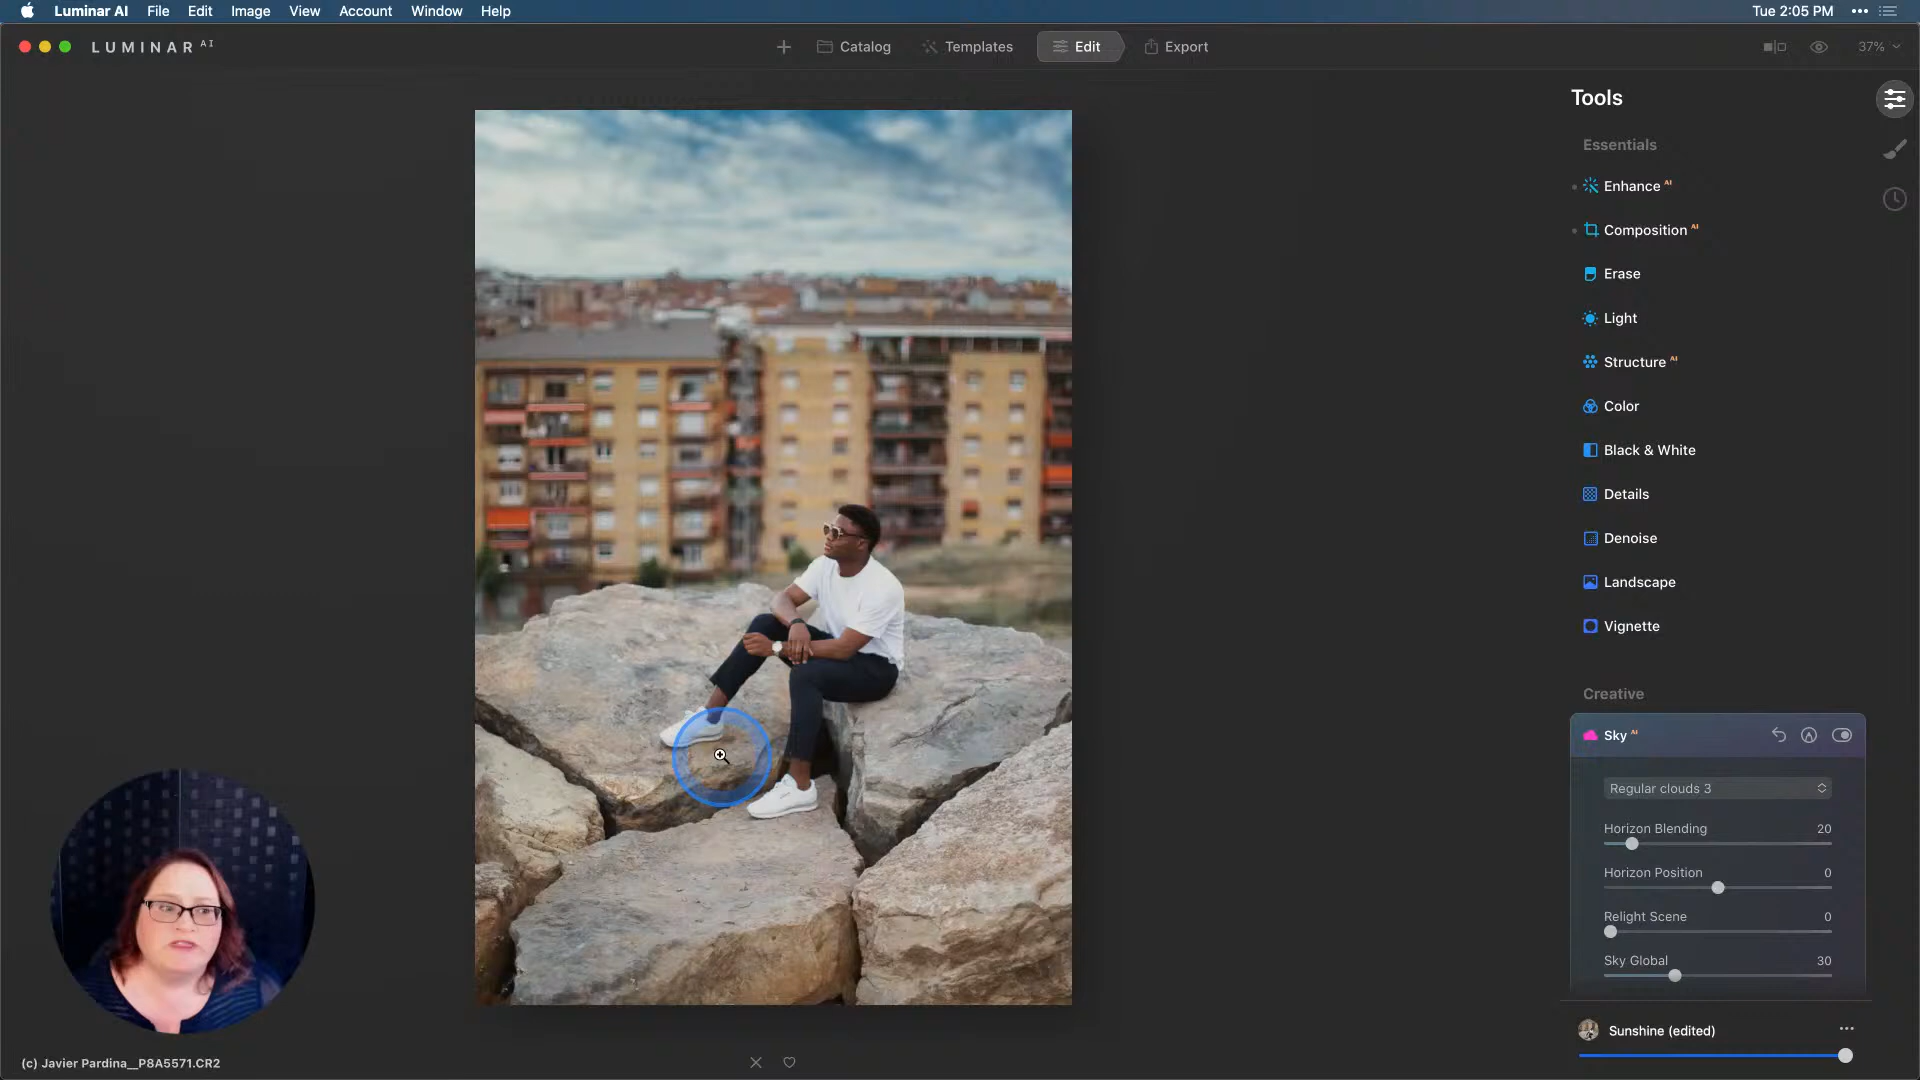 Luminar AI File Edit Image View Account Window Help Tue 2:05 PM
LUMINAR AI Catalog Templates Edit Export 37%
Tools
Essentials
Enhance AI
Composition AI
Erase
Light
Structure AI
Color
Black & White
Details
Denoise
Landscape
Vignette
Creative
Sky AI
Regular clouds 3
Horizon Blending 20
Horizon Position 0
Relight Scene 0
Sky Global 30
Sunshine (edited)
(c) Javier Pardina__P8A5571.CR2